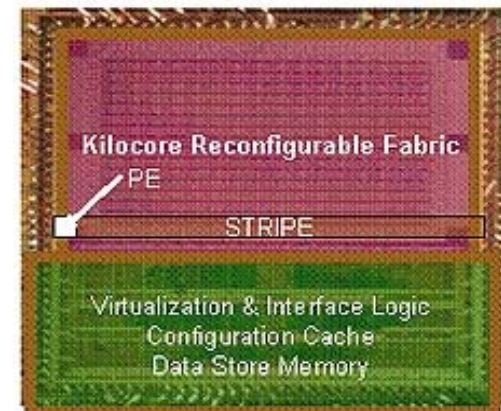 Kilocore Reconfigurable Fabric
PE
STRIPE
Virtualization & Interface Logic
Configuration Cache
Data Store Memory